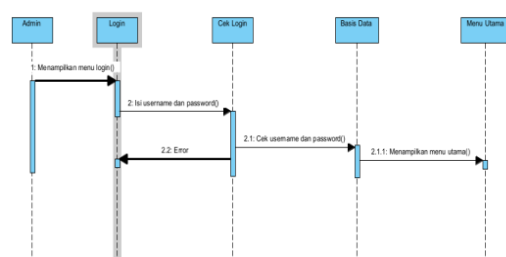 Admin
Login
Cek Login
Basis Data
Menu Utama
1: Menampilkan menu login()
2: Isi username dan password()
2.1: Cek username dan password()
2.2: Error
2.1.1: Menampilkan menu utama()